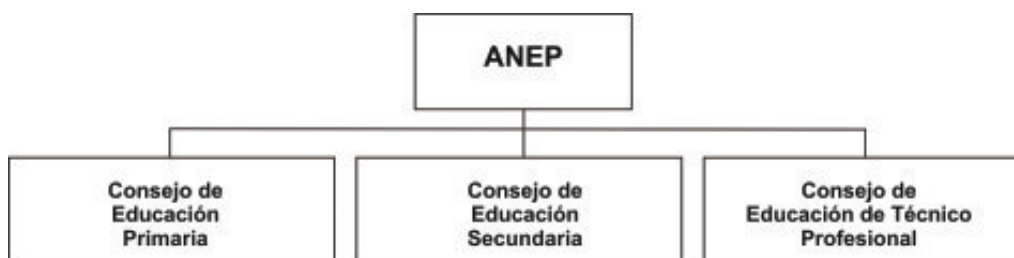 ANEP
Consejo de
Educación
Primaria
Consejo de
Educación
Secundaria
Consejo de
Educación de Técnico
Profesional